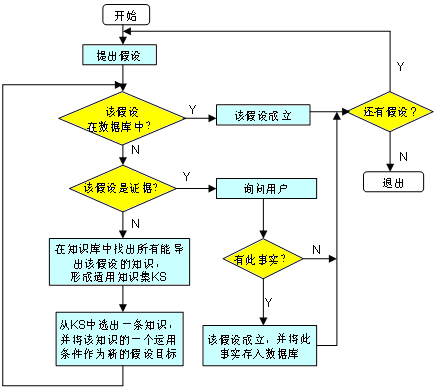 开始
提出假设
该假设
在数据库中？
Y
该假设成立
还有假设？
Y
N
退出
N
该假设是证据？
Y
询问用户
N
有此事实？
N
Y
在知识库中找出所有能导
出该假设的知识，
形成适用知识集KS
从KS中选出一条知识，
并将该知识的一个运用
条件作为新的假设目标
该假设成立，并将此
事实存入数据库